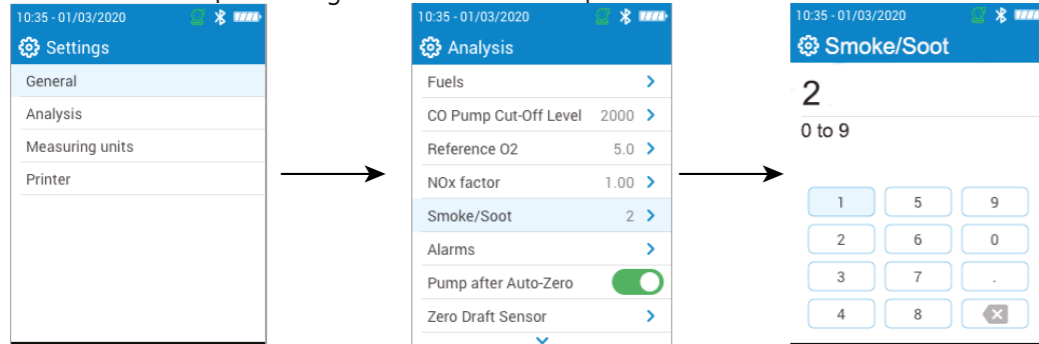 10:35 - 01/03/2020
Settings
General
Analysis
Measuring units
Printer
10:35 - 01/03/2020
Analysis
Fuels
CO Pump Cut-Off Level 2000
Reference O2 5.0
NOx factor 1.00
Smoke/Soot 2
Alarms
Pump after Auto-Zero
Zero Draft Sensor
10:35 - 01/03/2020
Smoke/Soot
2
0 to 9
1 5 9
2 6 0
3 7 .
4 8